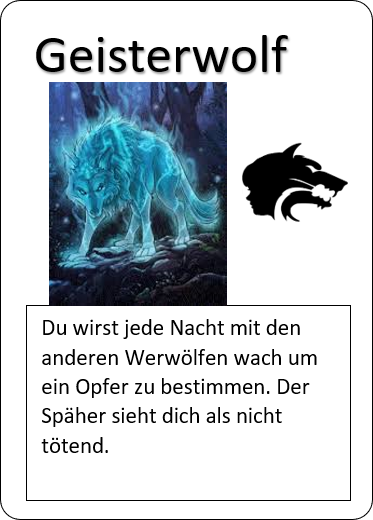 Geisterwolf
Du wirst jede Nacht mit den
anderen Werwölfen wach um
ein Opfer zu bestimmen. Der
Späher sieht dich als nicht
tötend.